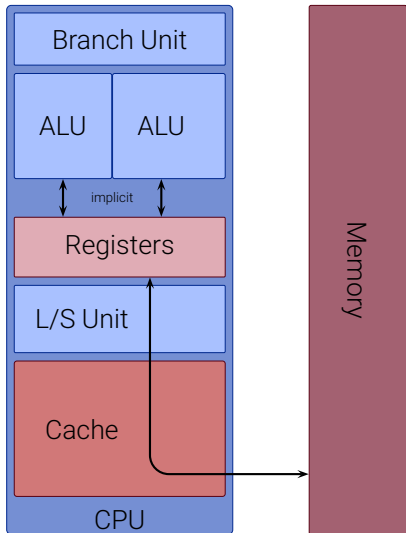 Branch Unit
ALU
ALU
implicit
Registers
L/S Unit
Cache
CPU
Memory